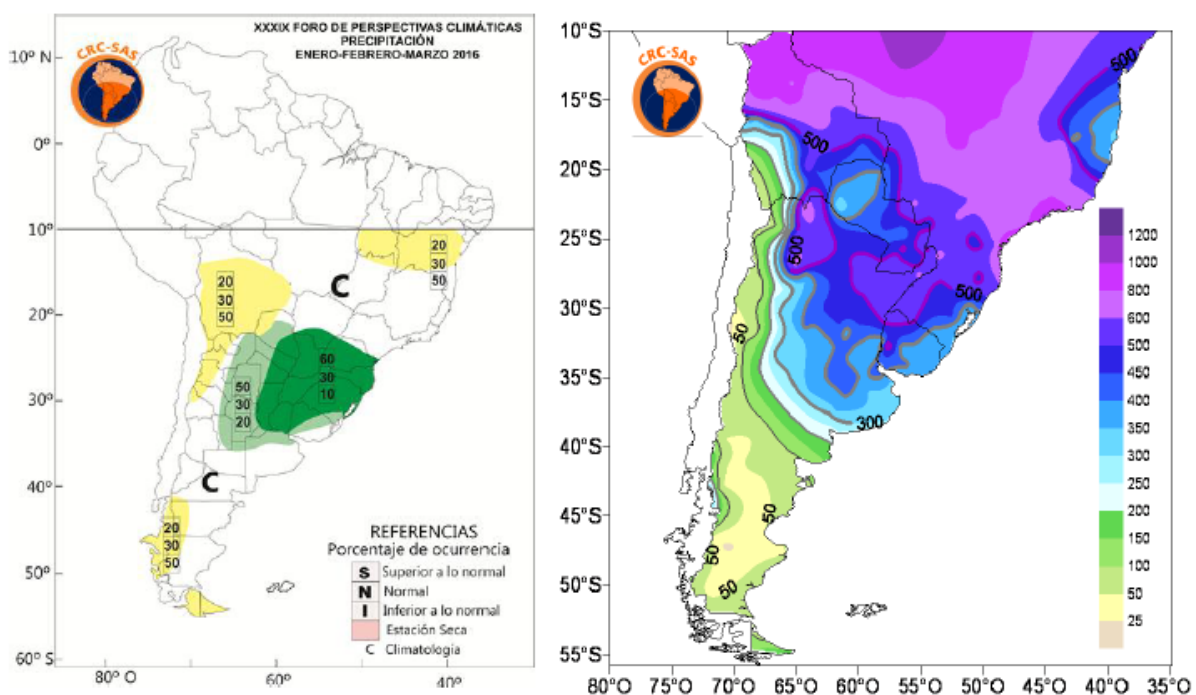 XXXIX FORO DE PERSPECTIVAS CLIMÁTICAS
PRECIPITACIÓN
ENERO-FEBRERO-MARZO 2016
CRC-SAS
10º N
0º
10º
20º
30º
40º
50º
60º S
80º O
60º
40º
20
30
50
20
30
50
C
60
30
10
50
30
20
C
20
30
50
REFERENCIAS
Porcentaje de ocurrencia
S Superior a lo normal
N Normal
I Inferior a lo normal
Estación Seca
C Climatología
CRC-SAS
10°S
15°S
20°S
25°S
30°S
35°S
40°S
45°S
50°S
55°S
80°O
75°O
70°O
65°O
60°O
55°O
50°O
45°O
40°O
35°O
500
500
500
500
50
300
50
50
50
1200
1000
800
600
500
450
400
350
300
250
200
150
100
50
25